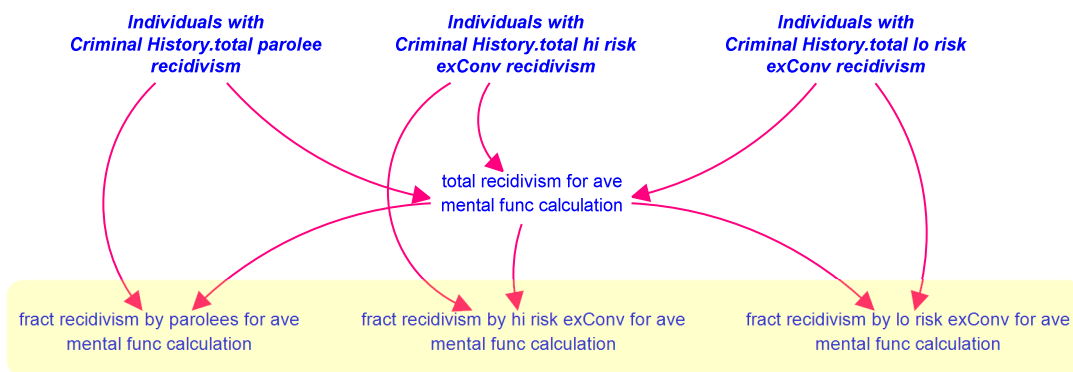 Individuals with
Criminal History.total parolee
recidivism
Individuals with
Criminal History.total hi risk
exConv recidivism
Individuals with
Criminal History.total lo risk
exConv recidivism
total recidivism for ave
mental func calculation
fract recidivism by parolees for ave
mental func calculation
fract recidivism by hi risk exConv for ave
mental func calculation
fract recidivism by lo risk exConv for ave
mental func calculation